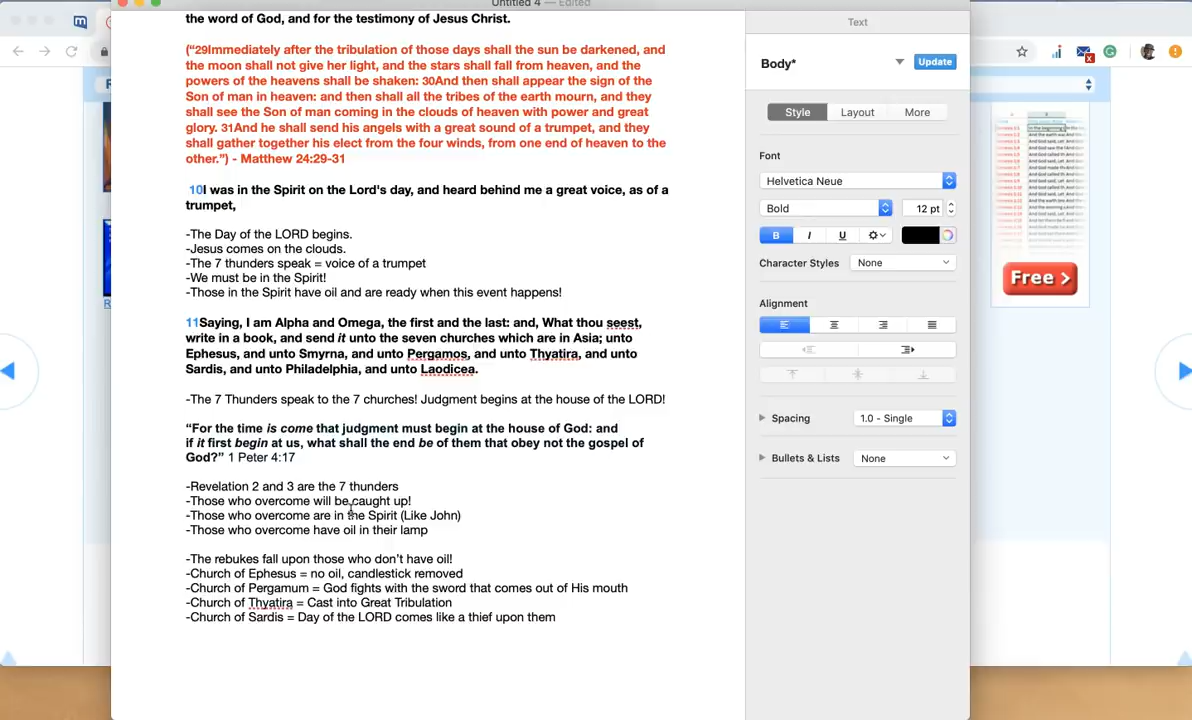 Untitled 4 — Edited
the word of God, and for the testimony of Jesus Christ.
(“29Immediately after the tribulation of those days shall the sun be darkened, and
the moon shall not give her light, and the stars shall fall from heaven, and the
powers of the heavens shall be shaken: 30And then shall appear the sign of the
Son of man in heaven: and then shall all the tribes of the earth mourn, and they
shall see the Son of man coming in the clouds of heaven with power and great
glory. 31And he shall send his angels with a great sound of a trumpet, and they
shall gather together his elect from the four winds, from one end of heaven to the
other.”) - Matthew 24:29-31
10I was in the Spirit on the Lord’s day, and heard behind me a great voice, as of a
trumpet,
-The Day of the LORD begins.
-Jesus comes on the clouds.
-The 7 thunders speak = voice of a trumpet
-We must be in the Spirit!
-Those in the Spirit have oil and are ready when this event happens!
11Saying, I am Alpha and Omega, the first and the last: and, What thou seest,
write in a book, and send it unto the seven churches which are in Asia; unto
Ephesus, and unto Smyrna, and unto Pergamos, and unto Thyatira, and unto
Sardis, and unto Philadelphia, and unto Laodicea.
-The 7 Thunders speak to the 7 churches! Judgment begins at the house of the LORD!
“For the time is come that judgment must begin at the house of God: and
if it first begin at us, what shall the end be of them that obey not the gospel of
God?” 1 Peter 4:17
-Revelation 2 and 3 are the 7 thunders
-Those who overcome will be caught up!
-Those who overcome are in the Spirit (Like John)
-Those who overcome have oil in their lamp
-The rebukes fall upon those who don’t have oil!
-Church of Ephesus = no oil, candlestick removed
-Church of Pergamum = God fights with the sword that comes out of His mouth
-Church of Thyatira = Cast into Great Tribulation
-Church of Sardis = Day of the LORD comes like a thief upon them
Text
Body*
Update
Style
Layout
More
Font
Helvetica Neue
Bold
12 pt
B
I
U
Character Styles
None
Alignment
Spacing
1.0 - Single
Bullets & Lists
None
Free >